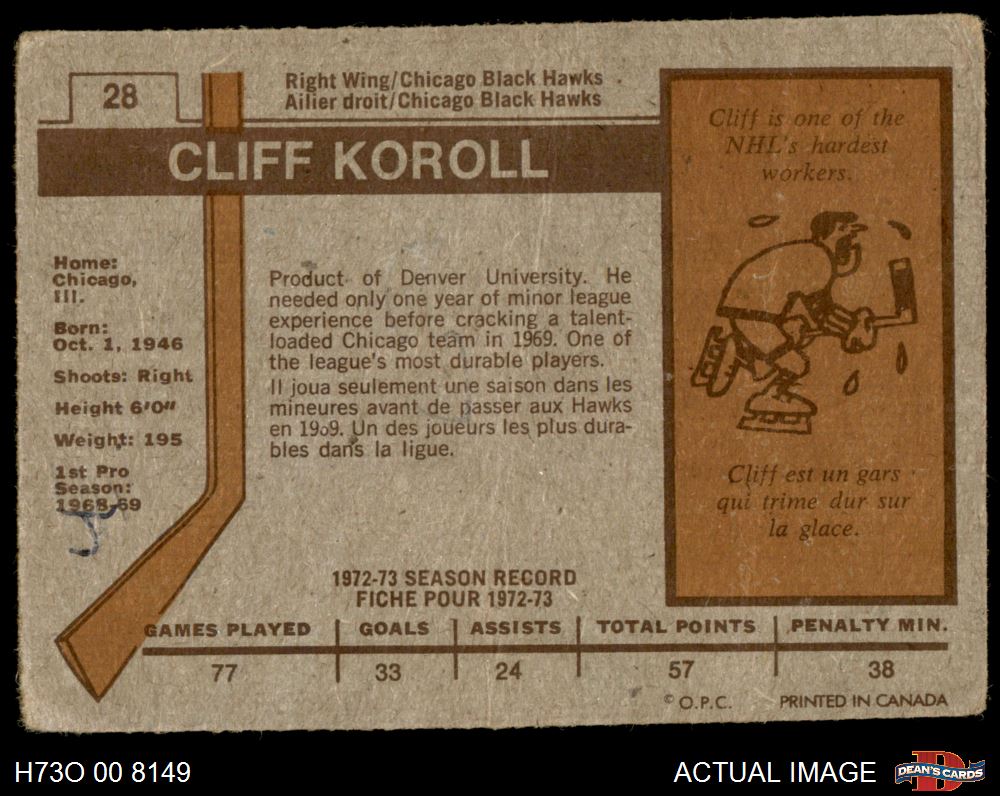 28
Right Wing/Chicago Black Hawks
Ailier droit/Chicago Black Hawks
CLIFF KOROLL
Home:
Chicago,
Ill.
Born:
Oct. 1, 1946
Shoots: Right
Height 6'0"
Weight: 195
1st Pro
Season:
1968-69
Product of Denver University. He
needed only one year of minor league
experience before cracking a talent-
loaded Chicago team in 1969. One of
the league's most durable players.
Il joua seulement une saison dans les
mineures avant de passer aux Hawks
en 1969. Un des joueurs les plus dura-
bles dans la ligue.
Cliff is one of the
NHL's hardest
workers.
Cliff est un gars
qui trime dur sur
la glace.
1972-73 SEASON RECORD
FICHE POUR 1972-73
GAMES PLAYED GOALS ASSISTS TOTAL POINTS PENALTY MIN.
77 33 24 57 38
© O.P.C. PRINTED IN CANADA
H73O 00 8149
ACTUAL IMAGE
D
DEAN'S CARDS